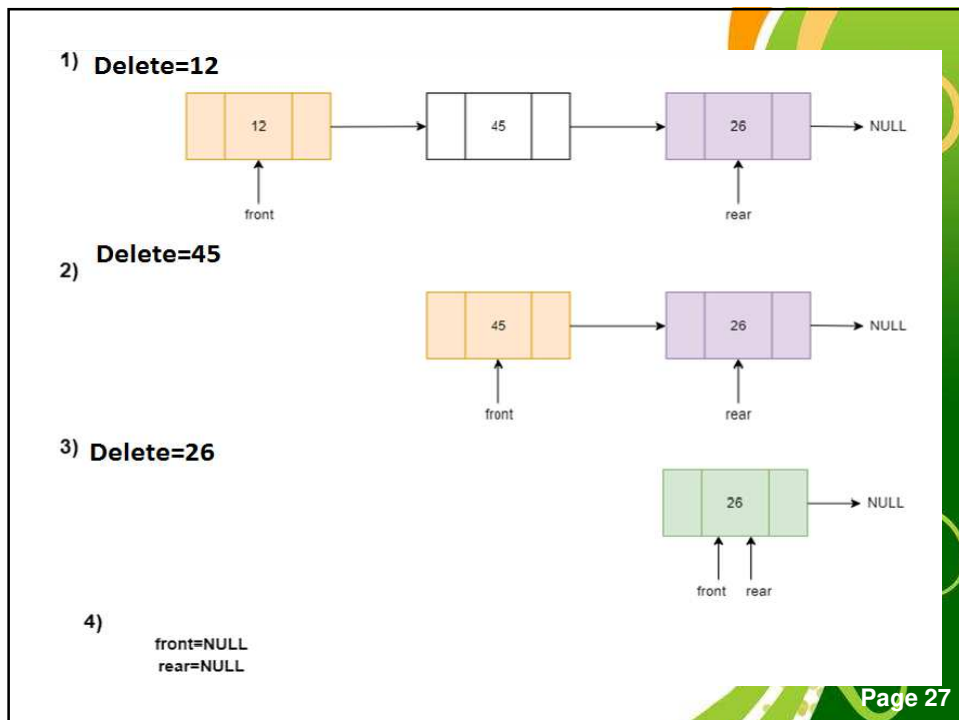 1) Delete=12
12 45 26 NULL
front rear
Delete=45
2)
45 26 NULL
front rear
3) Delete=26
26 NULL
front rear
4)
front=NULL
rear=NULL
Page 27